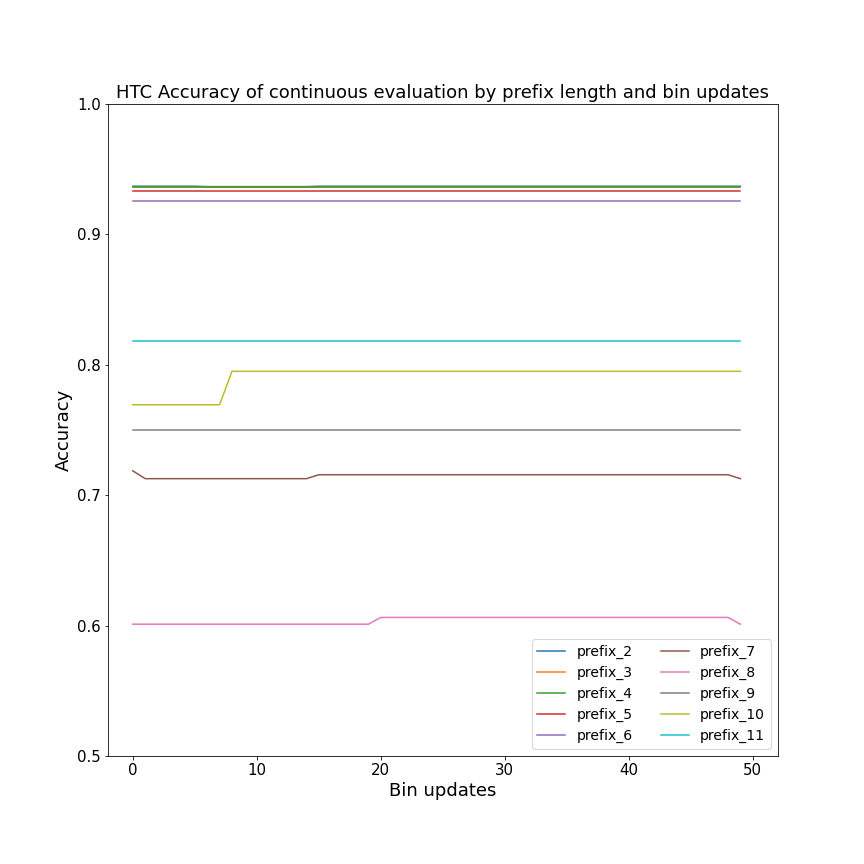 HTC Accuracy of continuous evaluation by prefix length and bin updates
1.0
0.9
0.8
0.7
0.6
0.5
Accuracy
0 10 20 30 40 50
Bin updates
prefix_2
prefix_3
prefix_4
prefix_5
prefix_6
prefix_7
prefix_8
prefix_9
prefix_10
prefix_11